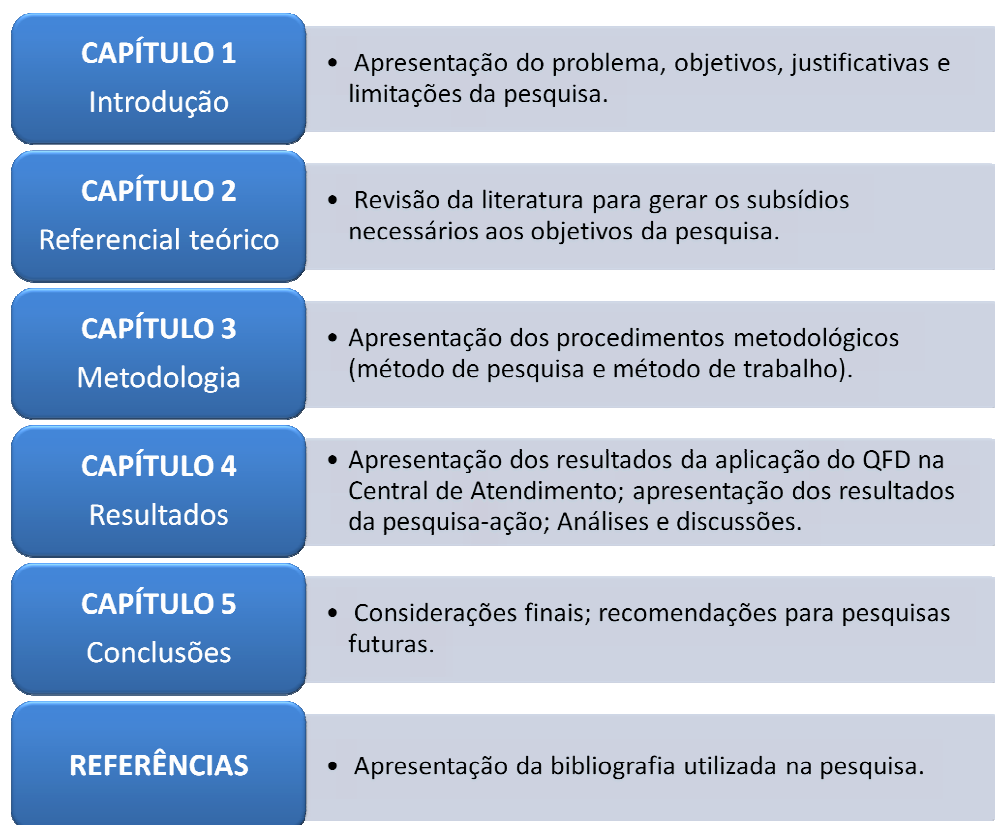 CAPÍTULO 1
Introdução
• Apresentação do problema, objetivos, justificativas e
limitações da pesquisa.
CAPÍTULO 2
Referencial teórico
• Revisão da literatura para gerar os subsídios
necessários aos objetivos da pesquisa.
CAPÍTULO 3
Metodologia
• Apresentação dos procedimentos metodológicos
(método de pesquisa e método de trabalho).
CAPÍTULO 4
Resultados
• Apresentação dos resultados da aplicação do QFD na
Central de Atendimento; apresentação dos resultados
da pesquisa-ação; Análises e discussões.
CAPÍTULO 5
Conclusões
• Considerações finais; recomendações para pesquisas
futuras.
REFERÊNCIAS
• Apresentação da bibliografia utilizada na pesquisa.